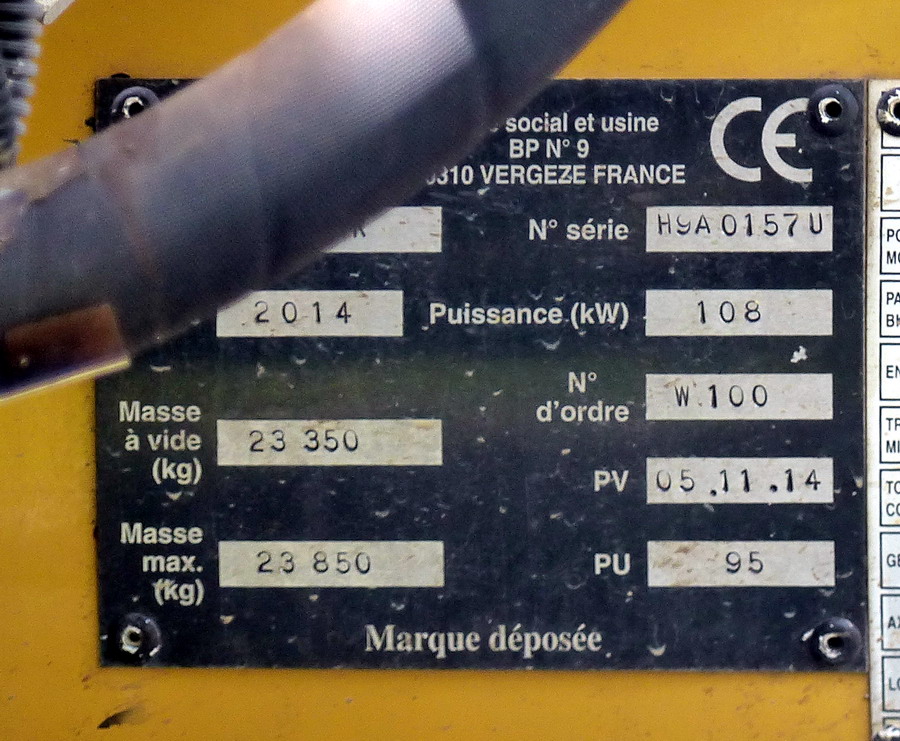 social et usine
BP N° 9
VERGEZE FRANCE
CE
N° série H9A0157U
2014 Puissance (kW) 108
N° d'ordre W.100
Masse à vide (kg) 23 350
PV 05.11.14
Masse max. (kg) 23 850
PU 95
Marque déposée